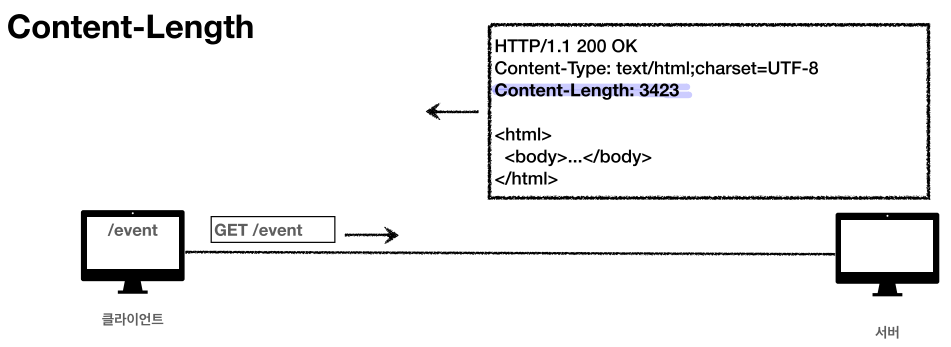 Content-Length
HTTP/1.1 200 OK
Content-Type: text/html;charset=UTF-8
Content-Length: 3423
<html>
<body>...</body>
</html>
/event
GET /event
클라이언트
서버